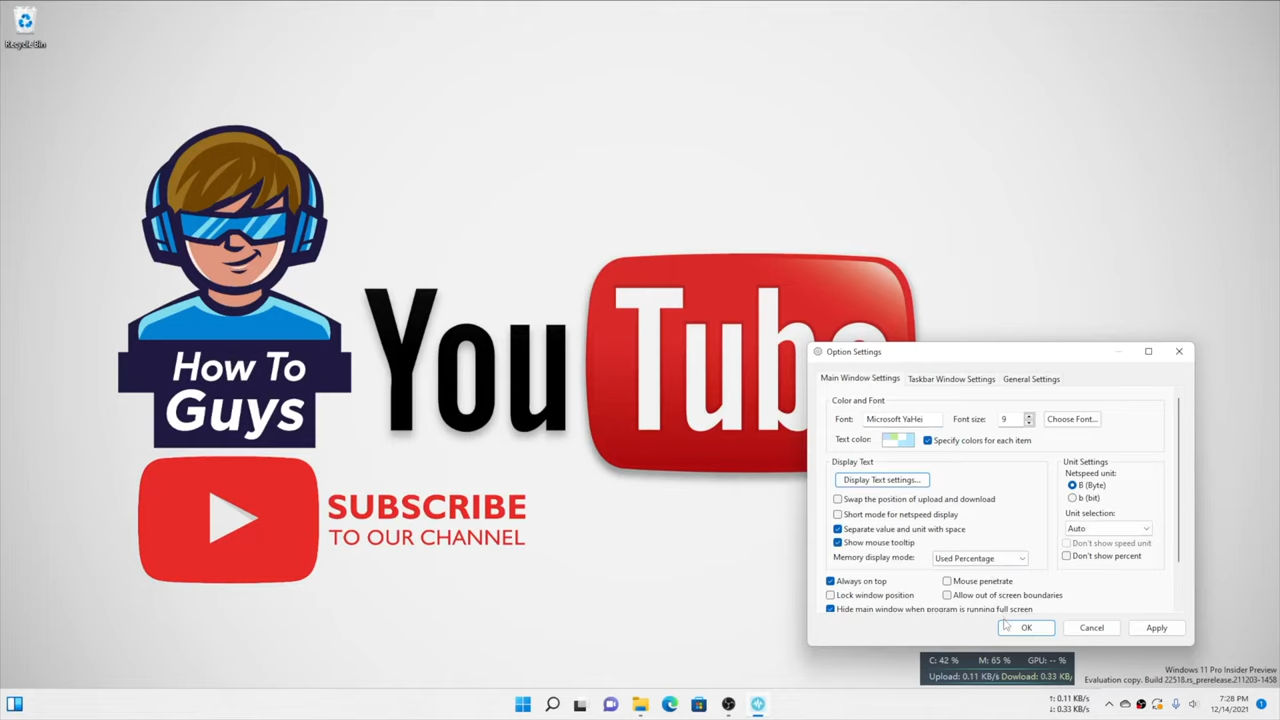 Recycle Bin
How To
Guys
YouTube
SUBSCRIBE
TO OUR CHANNEL
Option Settings
Main Window Settings
Taskbar Window Settings
General Settings
Color and Font
Font:
Microsoft YaHei
Font size:
9
Choose Font...
Text color:
Specify colors for each item
Display Text
Display Text settings...
Swap the position of upload and download
Short mode for netspeed display
Separate value and unit with space
Show mouse tooltip
Memory display mode:
Used Percentage
Unit Settings
Netspeed unit:
B (Byte)
b (bit)
Unit selection:
Auto
Don't show speed unit
Don't show percent
Always on top
Mouse penetrate
Lock window position
Allow out of screen boundaries
Hide main window when program is running full screen
OK
Cancel
Apply
C: 42 % M: 65 % GPU: -- %
Upload: 0.11 KB/s Dowload: 0.33 KB/
Windows 11 Pro Insider Preview
Evaluation copy. Build 22518.rs_prerelease.211203-1458
↑: 0.11 KB/s
↓: 0.33 KB/s
7:28 PM
12/14/2021
1